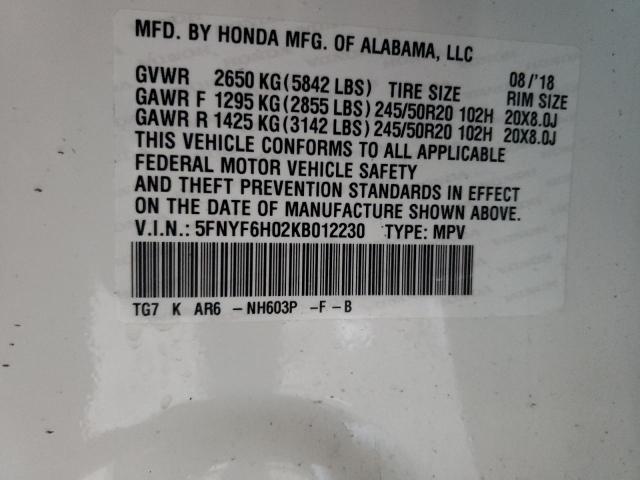 MFD. BY HONDA MFG. OF ALABAMA, LLC
08/'18
GVWR 2650 KG(5842 LBS) TIRE SIZE RIM SIZE
GAWR F 1295 KG(2855 LBS) 245/50R20 102H 20X8.0J
GAWR R 1425 KG(3142 LBS) 245/50R20 102H 20X8.0J
THIS VEHICLE CONFORMS TO ALL APPLICABLE
FEDERAL MOTOR VEHICLE SAFETY
AND THEFT PREVENTION STANDARDS IN EFFECT
ON THE DATE OF MANUFACTURE SHOWN ABOVE.
V.I.N.: 5FNYF6H02KB012230 TYPE: MPV
TG7 K AR6 -NH603P -F -B